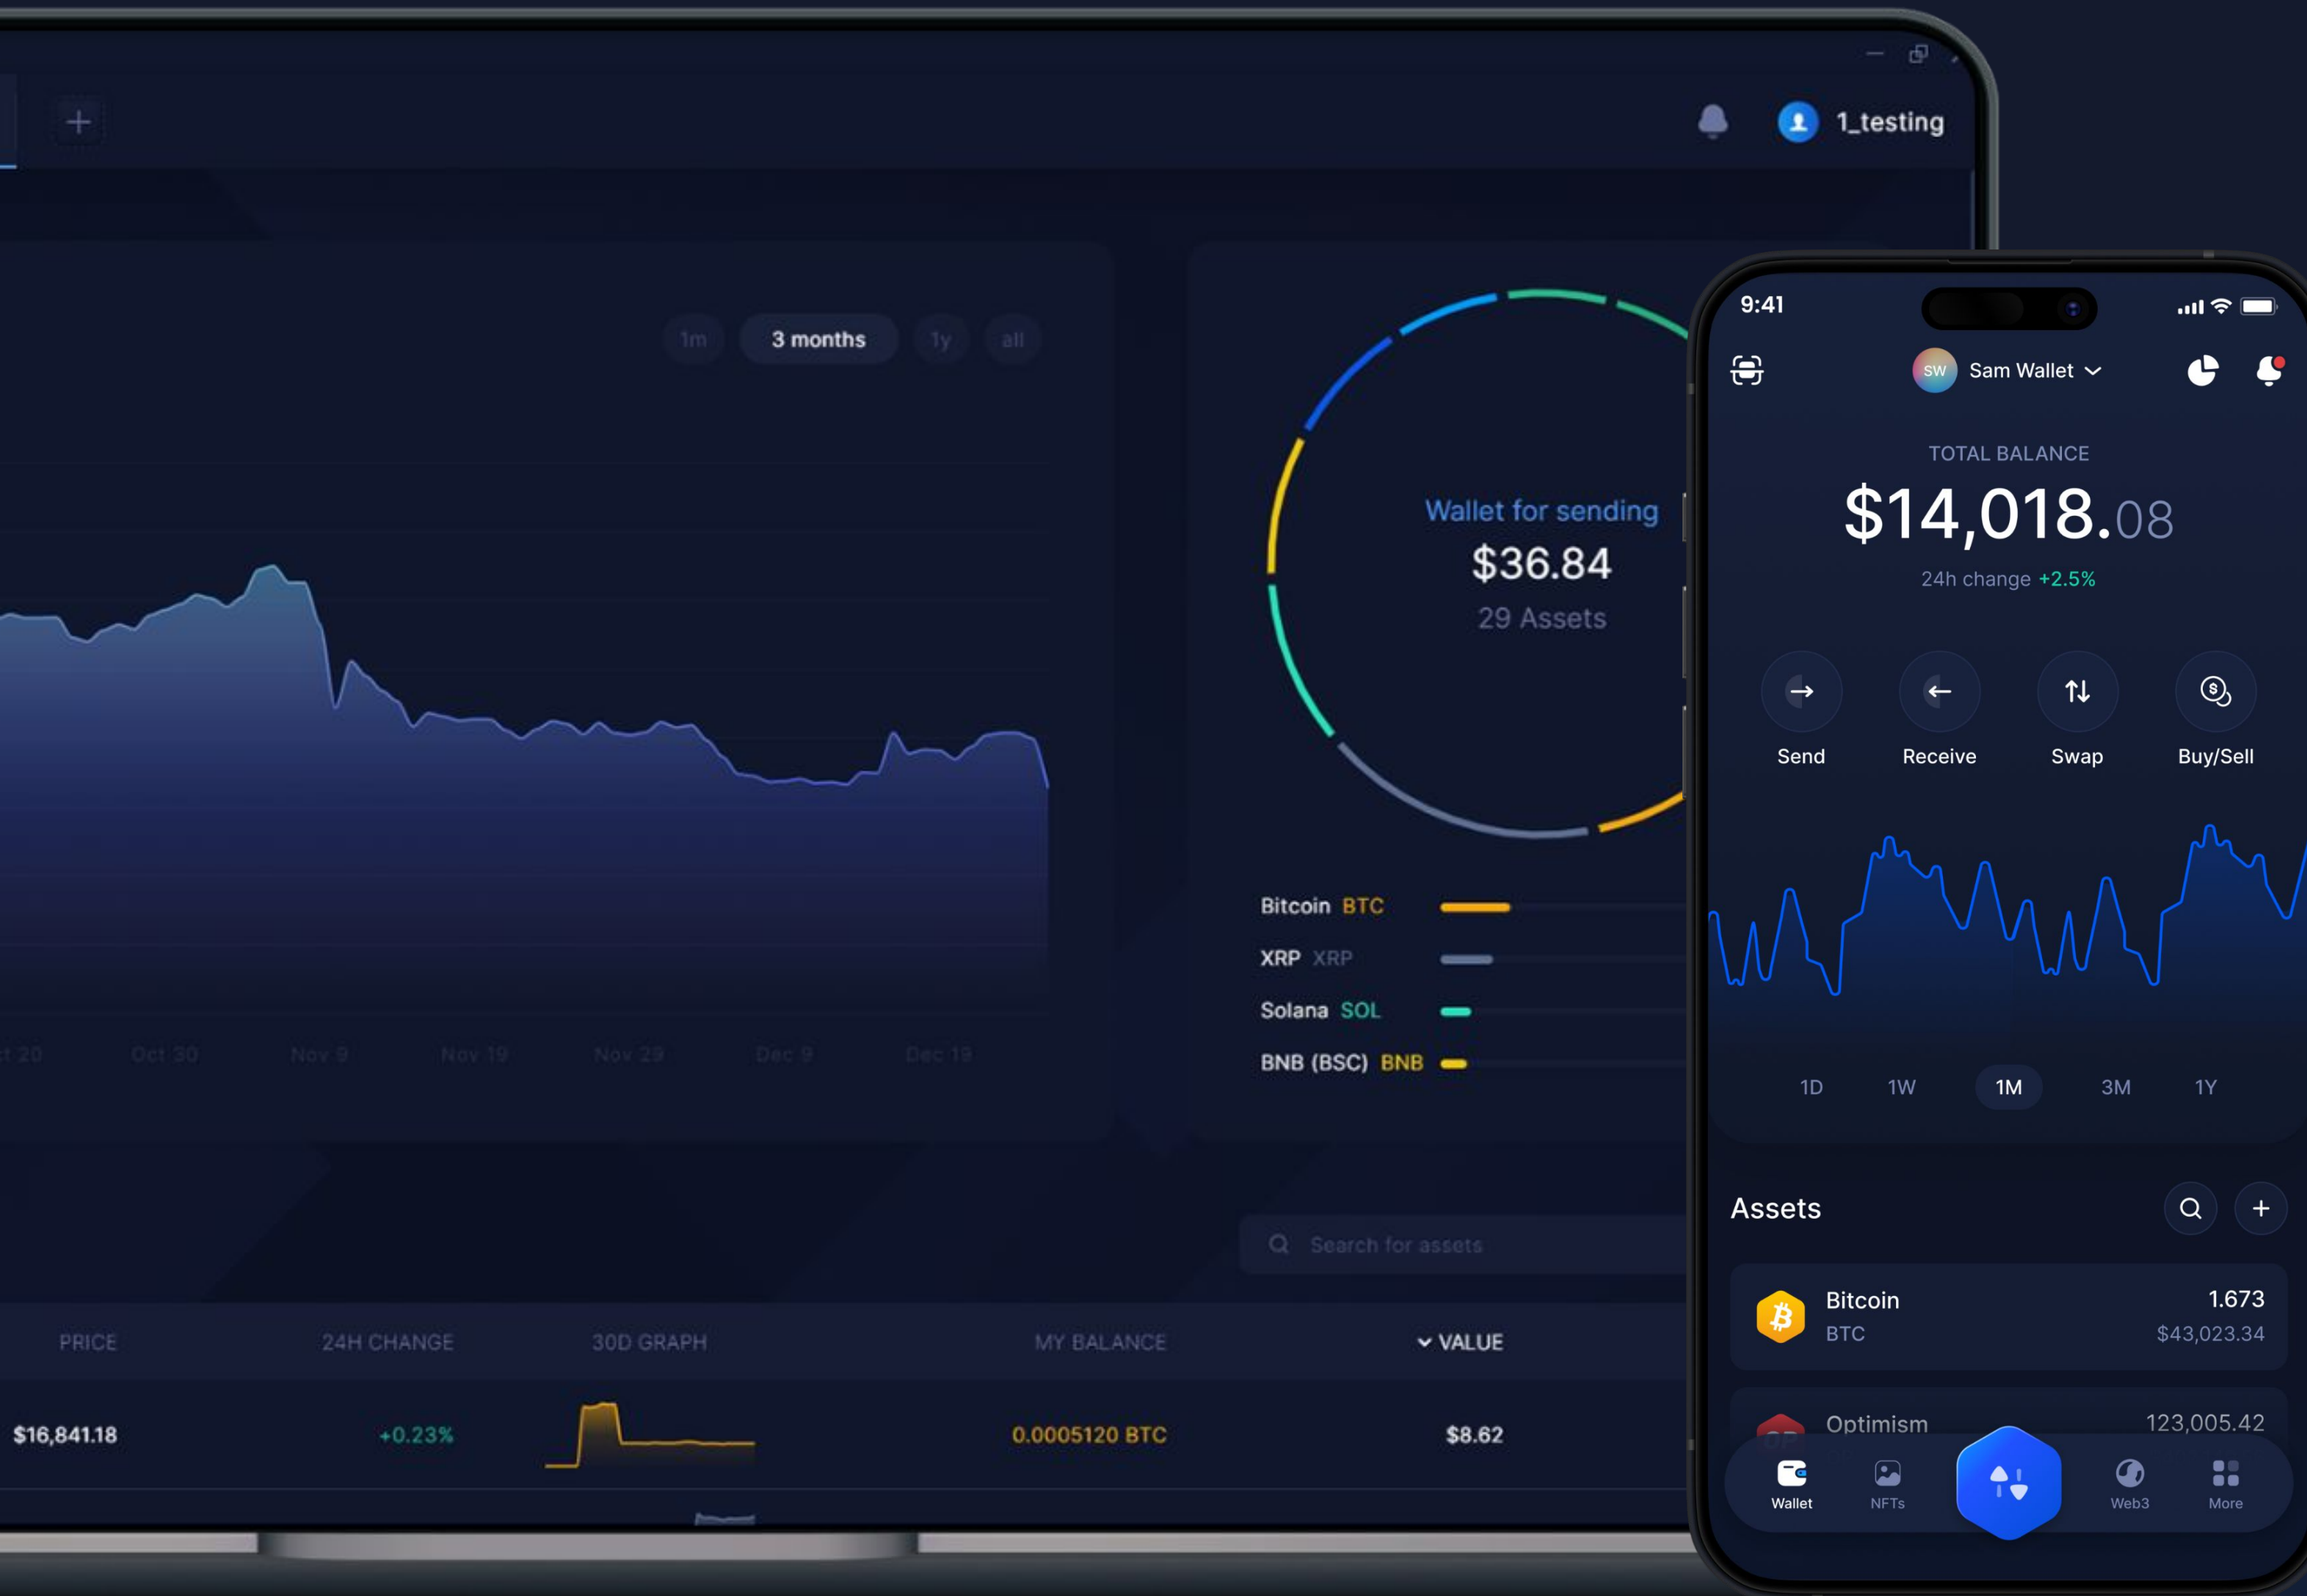 1_testing
1m
3 months
1y
all
Wallet for sending
$36.84
29 Assets
Bitcoin BTC
XRP XRP
Solana SOL
BNB (BSC) BNB
20
Oct 30
Nov 9
Nov 19
Nov 29
Dec 9
Dec 19
Search for assets
PRICE
24H CHANGE
30D GRAPH
MY BALANCE
VALUE
$16,841.18
+0.23%
0.0005120 BTC
$8.62
9:41
SW
Sam Wallet
TOTAL BALANCE
$14,018.08
24h change +2.5%
Send
Receive
Swap
Buy/Sell
1D
1W
1M
3M
1Y
Assets
Bitcoin
1.673
BTC
$43,023.34
Optimism
123,005.42
Wallet
NFTs
Web3
More